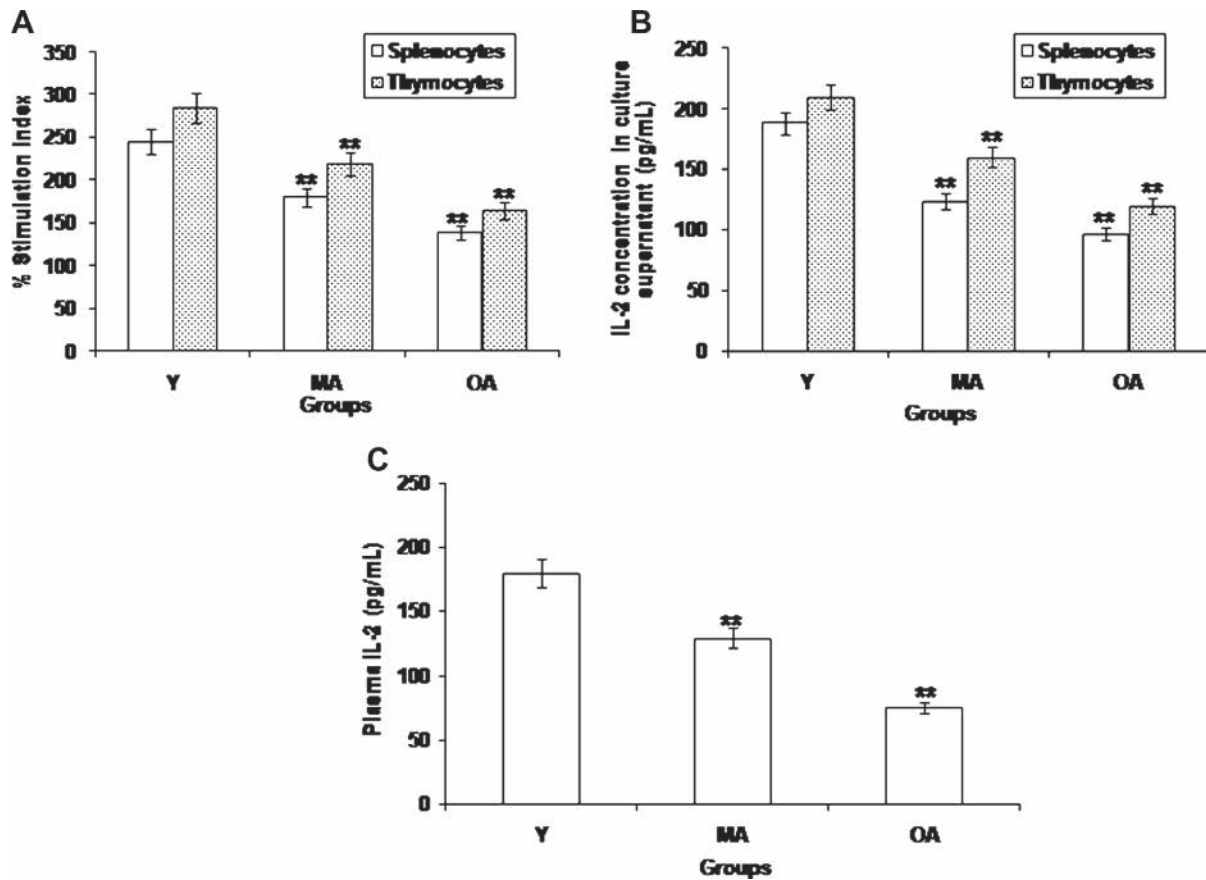 A
% Stimulation Index
350
300
250
200
150
100
50
0
Splenocytes
Thymocytes
**
**
**
**
Y
MA
OA
Groups
B
IL-2 concentration in culture
supernatant (pg/mL)
250
200
150
100
50
0
Splenocytes
Thymocytes
**
**
**
**
Y
MA
OA
Groups
C
Plasma IL-2 (pg/mL)
250
200
150
100
50
0
**
**
Y
MA
OA
Groups